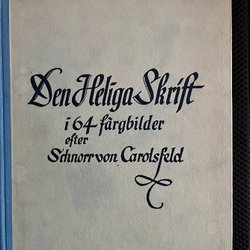 Den Heliga Skrift
i 64 färgbilder
efter
Schnorr von Carolsfeld